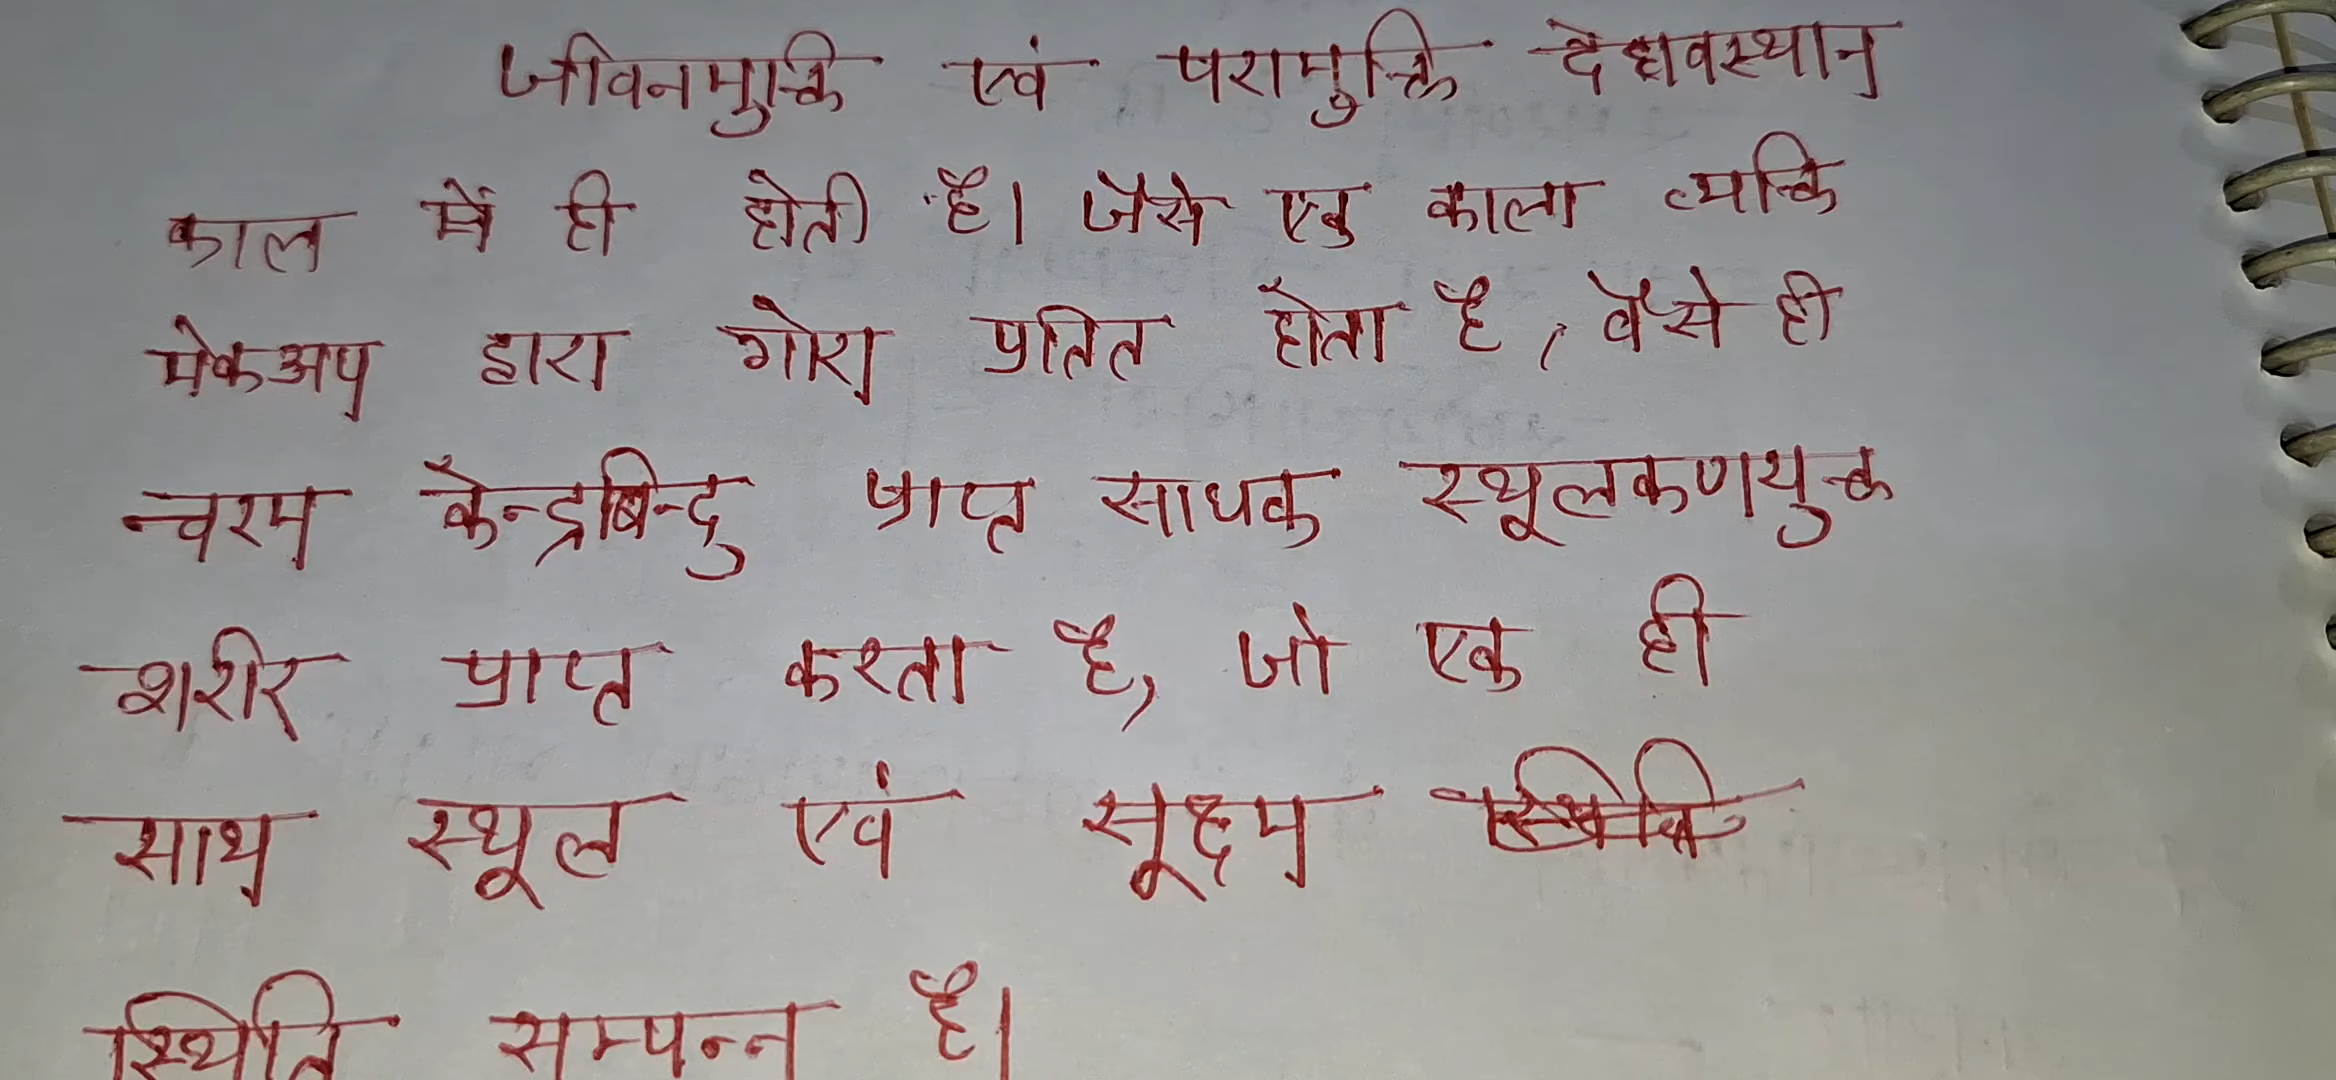 जीवनमुक्ति एवं परामुक्ति देहावस्थान
काल में ही होती है। जैसे एक काला व्यक्ति
मेकअप द्वारा गोरा प्रतित होता है, वैसे ही
चरम केन्द्रबिन्दु प्राप्त साधक स्थूलकणयुक्त
शरीर प्राप्त करता है, जो एक ही
साथ स्थूल एवं सूक्ष्म
स्थिति सम्पन्न है।